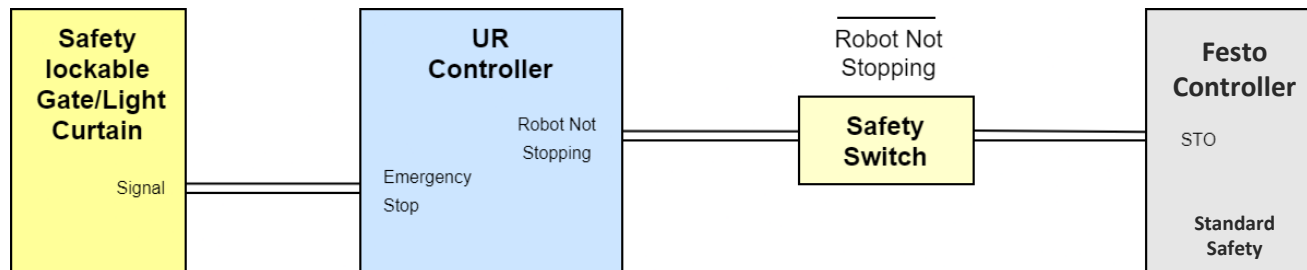 Safety
lockable
Gate/Light
Curtain
Signal
UR
Controller
Robot Not
Stopping
Emergency
Stop
Robot Not
Stopping
Safety
Switch
Festo
Controller
STO
Standard
Safety